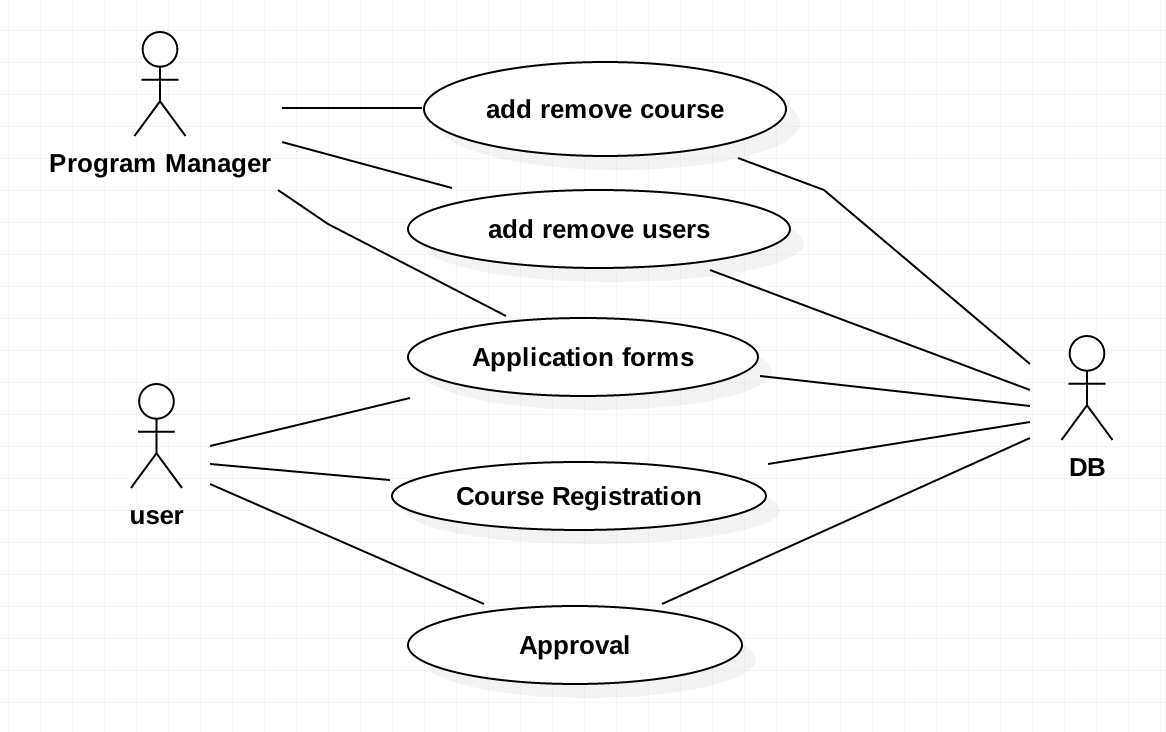 add remove course
Program Manager
add remove users
Application forms
DB
Course Registration
user
Approval